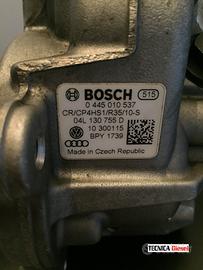 BOSCH 515
0 445 010 537
CR/CP4HS1/R35/10-S
04L 130 755 D
10 300115
BPY 1739
Made in Czech Republic
TECNICA Diesel